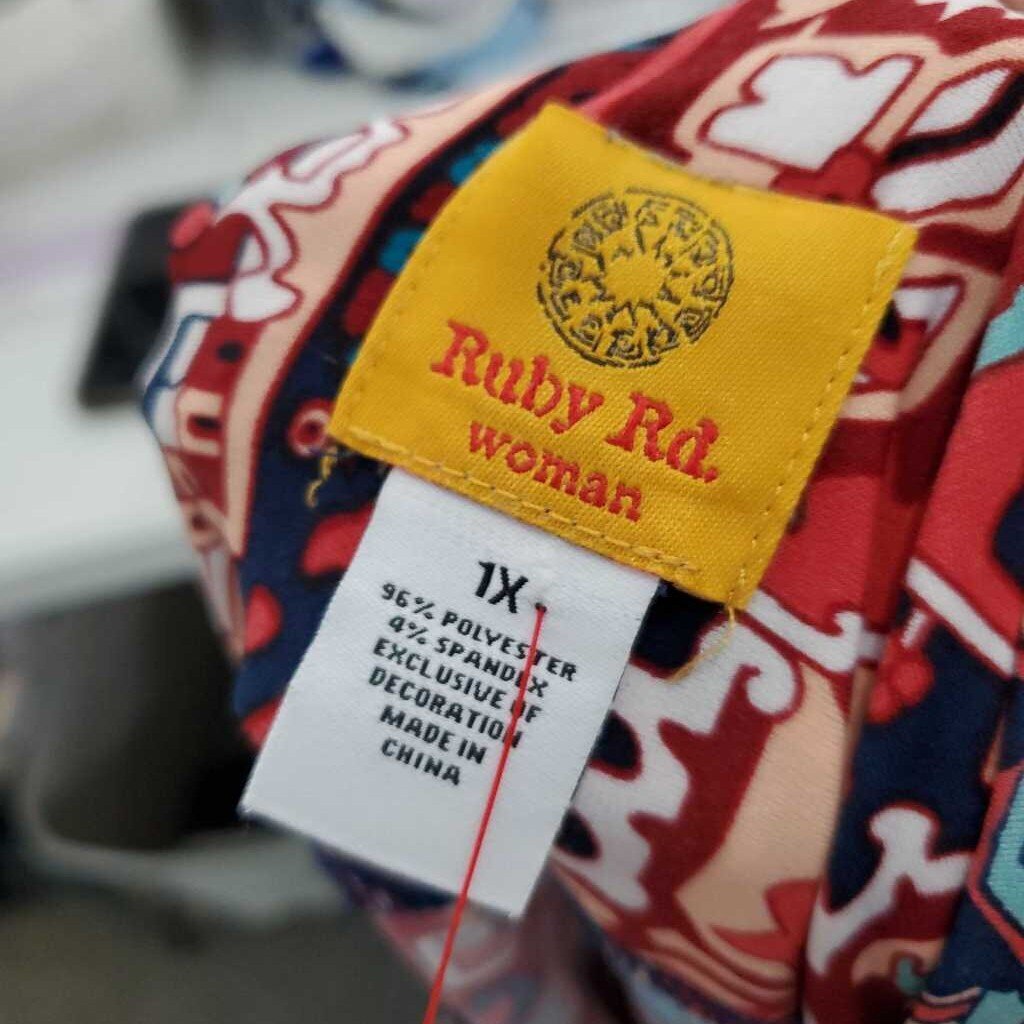 Ruby Rd.
woman
1X
96% POLYESTER
4% SPANDEX
EXCLUSIVE OF
DECORATION
MADE IN
CHINA